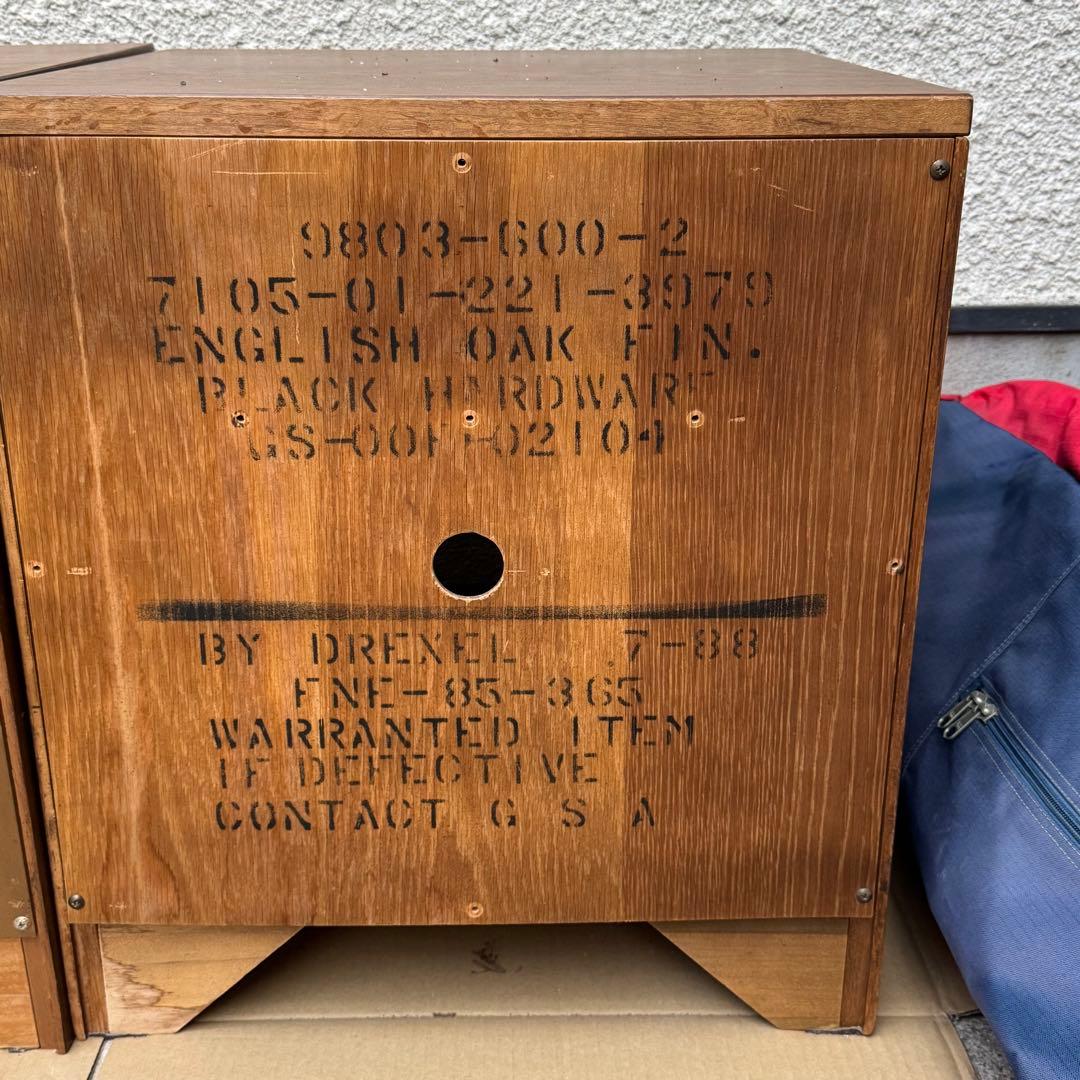 9803-600-2
7105-01-221-3979
ENGLISH OAK FIN.
BLACK HARDWARE
GS-00F-02104
BY DREXEL 7-88
FNE-85-365
WARRANTED ITEM
IF DEFECTIVE
CONTACT G S A